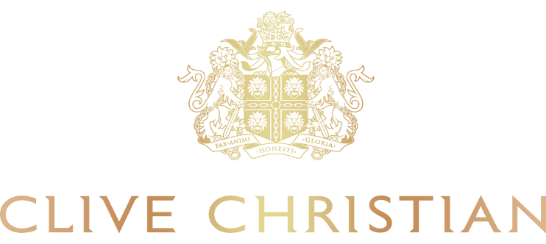 PAX·ANIMI ·HONESTE· ·GLORIA·
CLIVE CHRISTIAN